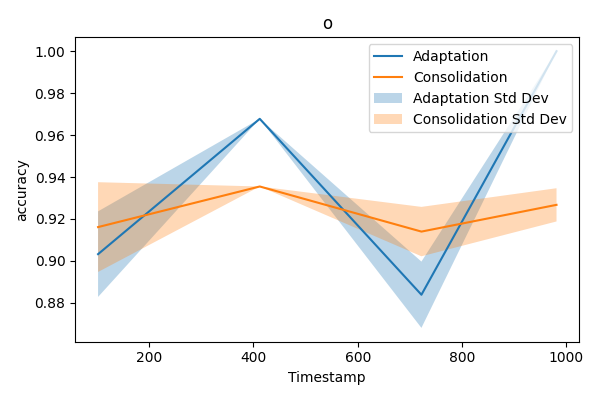 o
1.00
0.98
0.96
0.94
0.92
0.90
0.88
accuracy
Adaptation
Consolidation
Adaptation Std Dev
Consolidation Std Dev
200
400
600
800
1000
Timestamp